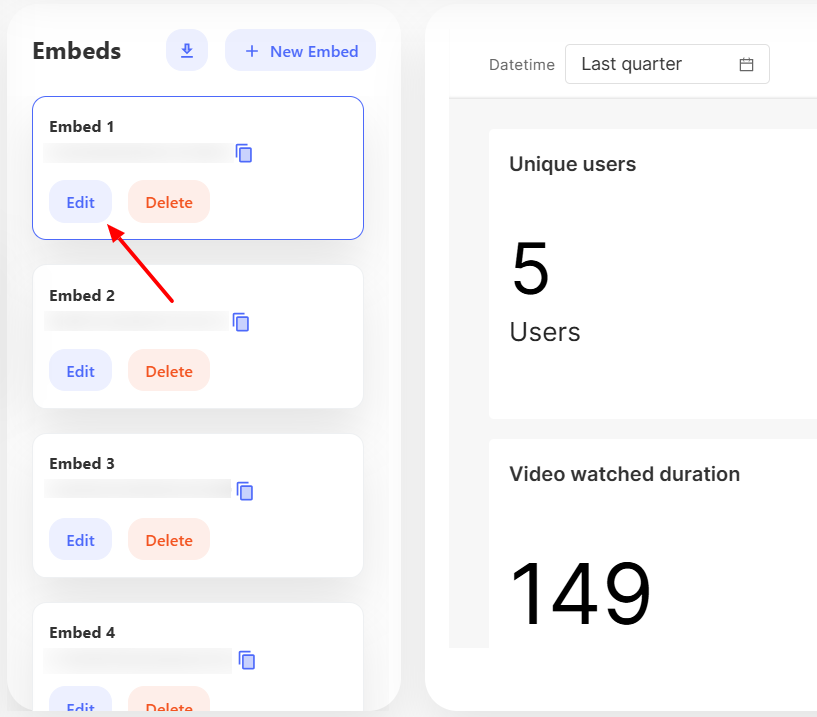 Embeds
New Embed
Embed 1
Edit
Delete
Embed 2
Edit
Delete
Embed 3
Edit
Delete
Embed 4
Edit
Delete
Datetime
Last quarter
Unique users
5
Users
Video watched duration
149